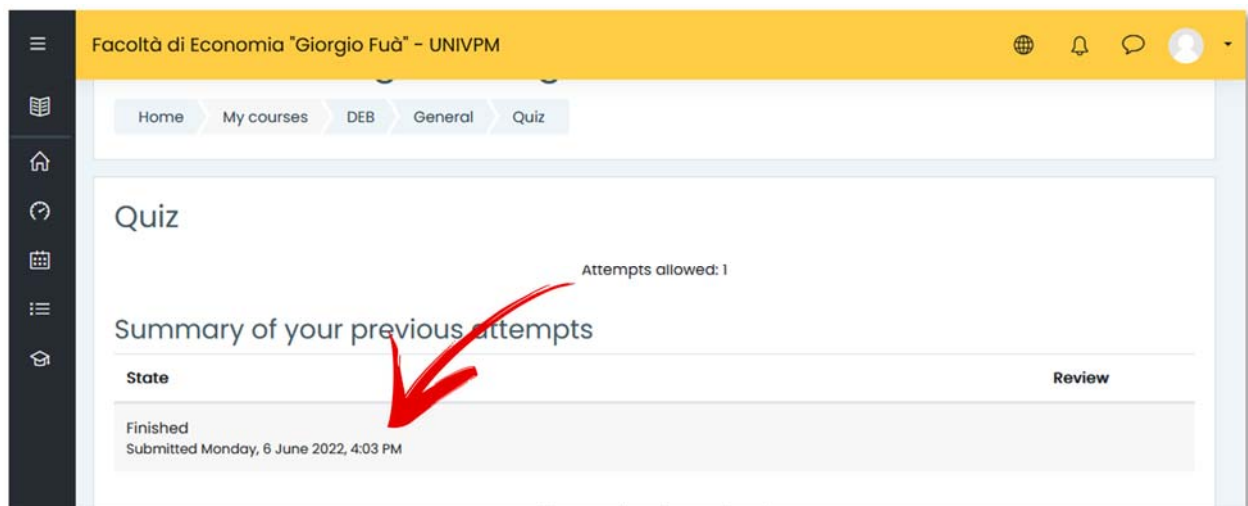 Facoltà di Economia "Giorgio Fuà" - UNIVPM
Home My courses DEB General Quiz
Quiz
Attempts allowed: 1
Summary of your previous attempts
State Review
Finished
Submitted Monday, 6 June 2022, 4:03 PM